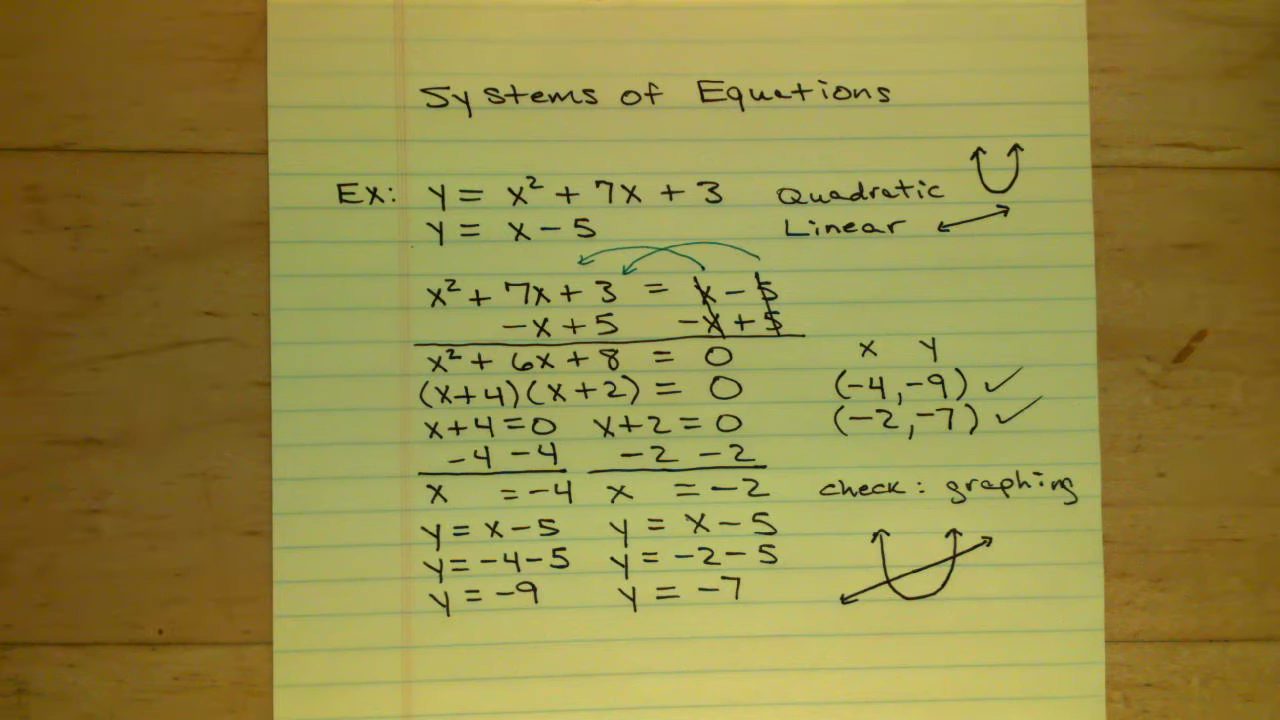 Systems of Equations
Ex: y = x² + 7x + 3 Quadratic
y = x - 5 Linear
x² + 7x + 3 = x - 5
-x + 5 -x + 5
x² + 6x + 8 = 0
x y
(x+4)(x+2) = 0 (-4,-9) ✓
x+4=0 x+2=0 (-2,-7) ✓
-4 -4 -2 -2
x = -4 x = -2 check: graphing
y = x - 5 y = x - 5
y = -4 - 5 y = -2 - 5
y = -9 y = -7